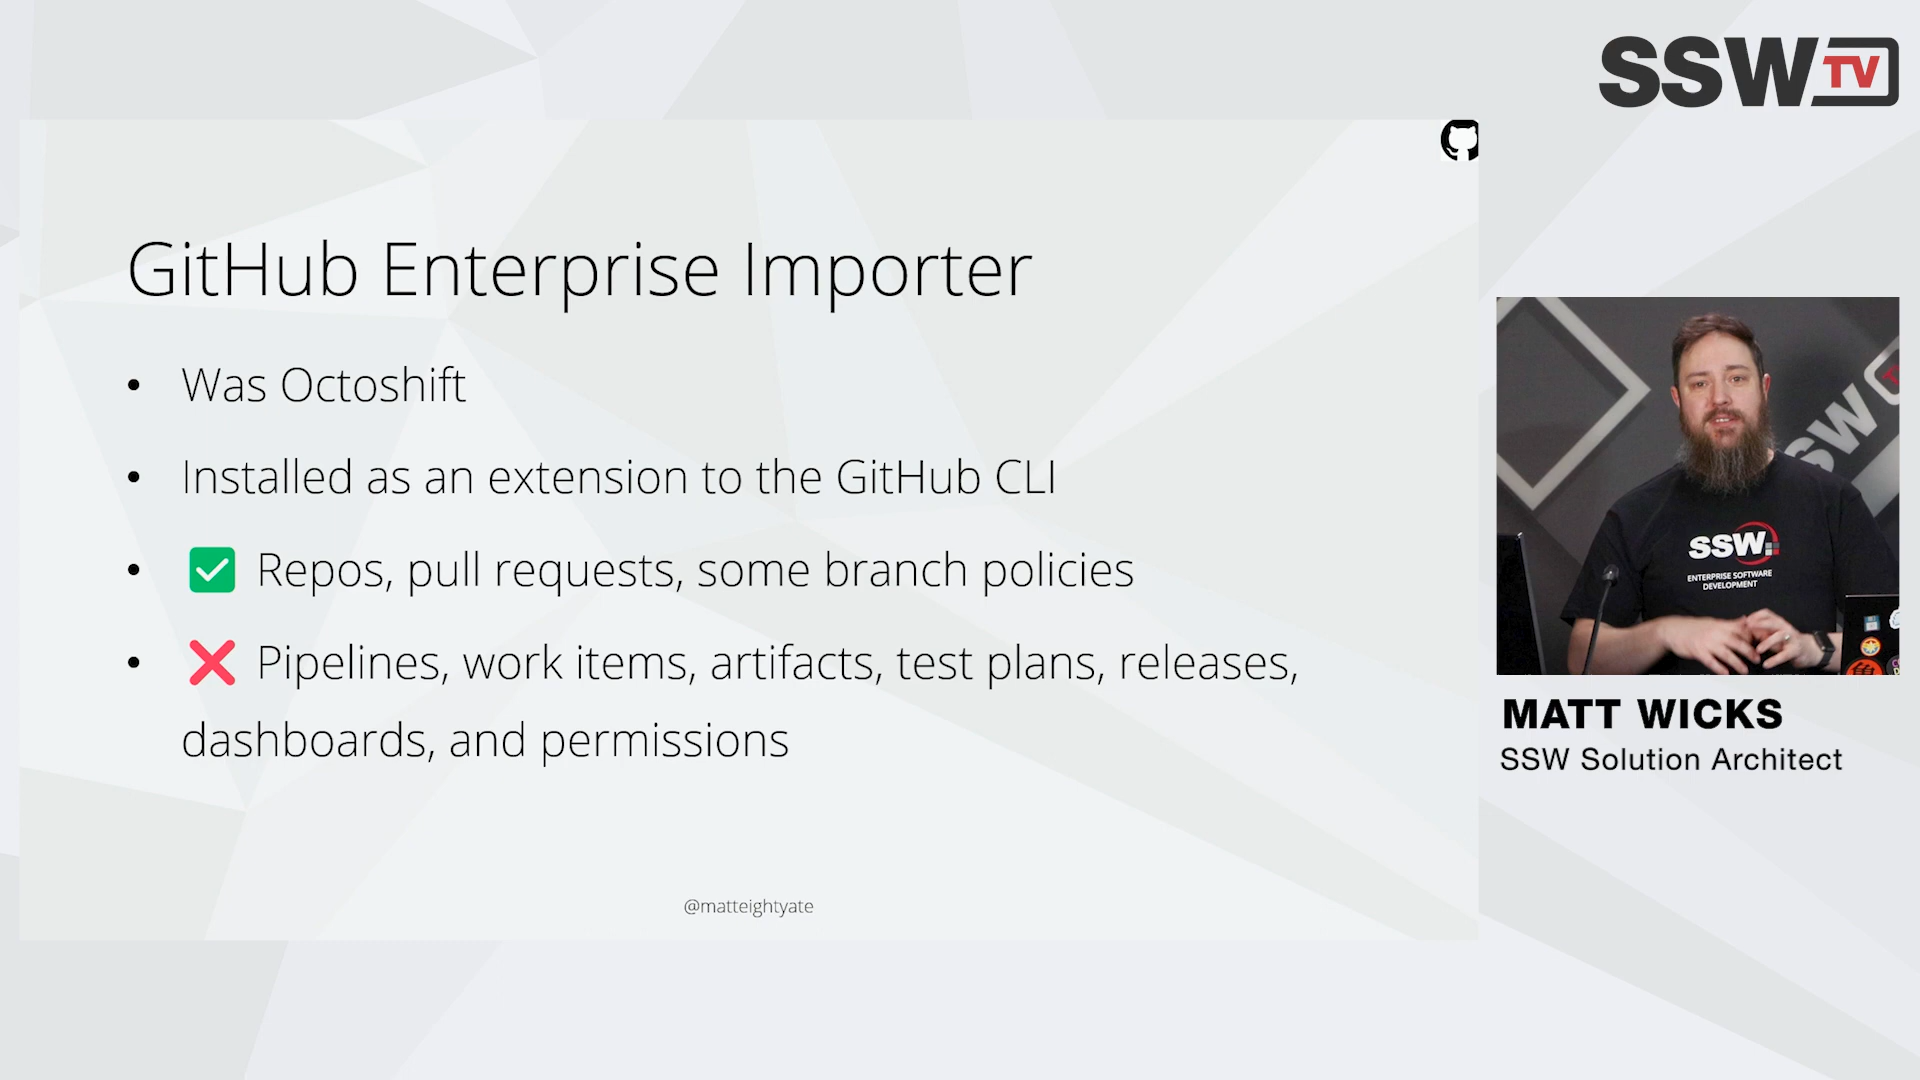 SSW TV
GitHub Enterprise Importer
• Was Octoshift
• Installed as an extension to the GitHub CLI
• ✅ Repos, pull requests, some branch policies
• ❌ Pipelines, work items, artifacts, test plans, releases,
dashboards, and permissions
@matteightyate
SSW
SSW
ENTERPRISE SOFTWARE
DEVELOPMENT
MATT WICKS
SSW Solution Architect